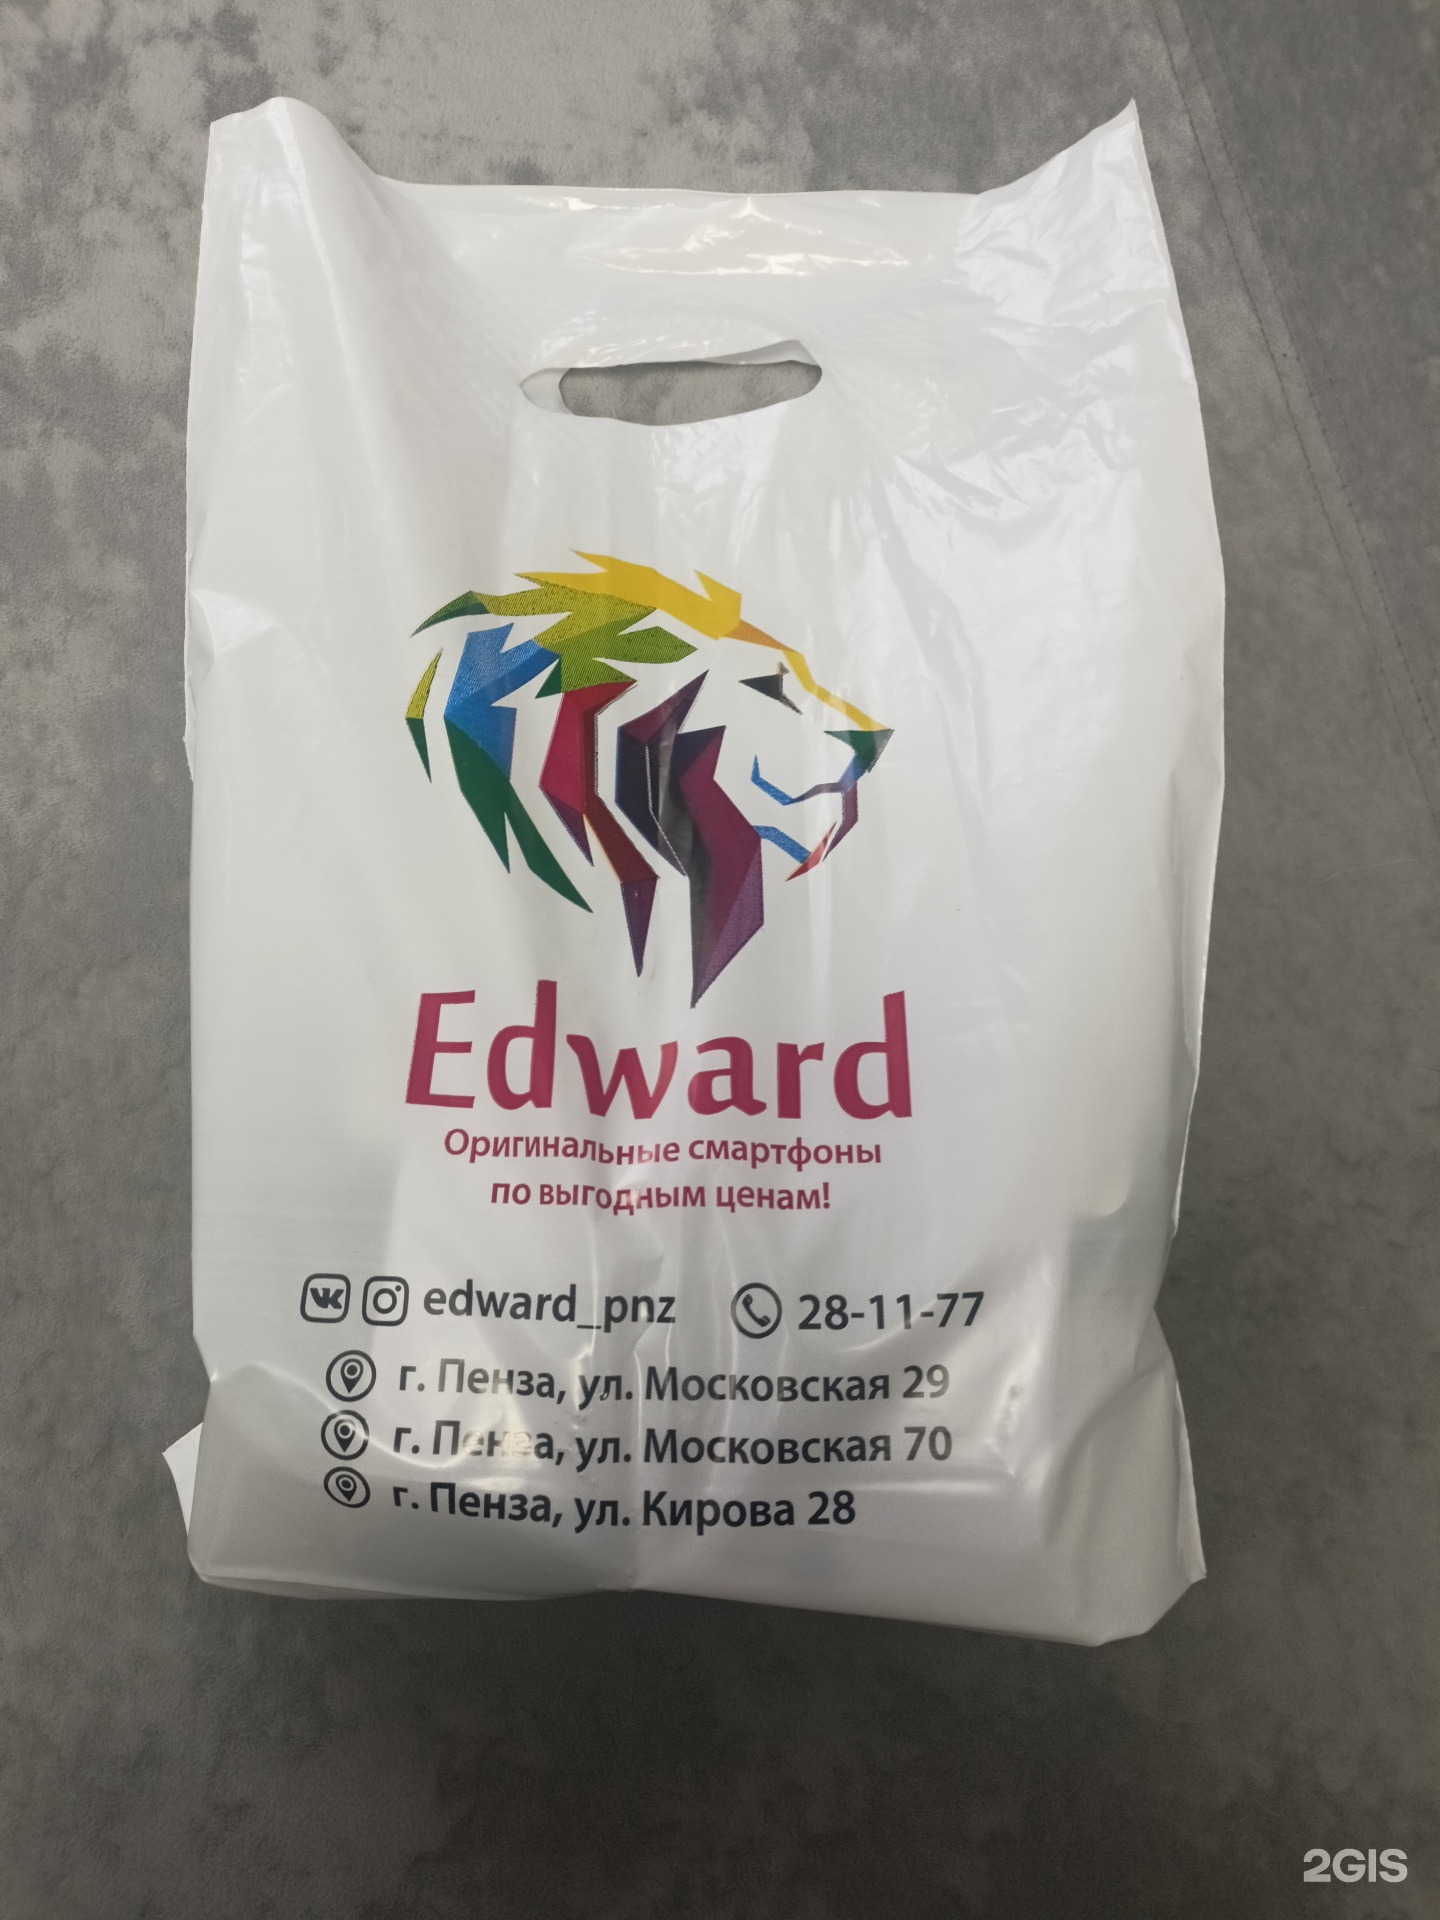 Edward
Оригинальные смартфоны
по выгодным ценам!
edward_pnz 28-11-77
г. Пенза, ул. Московская 29
г. Пенза, ул. Московская 70
г. Пенза, ул. Кирова 28
2GIS